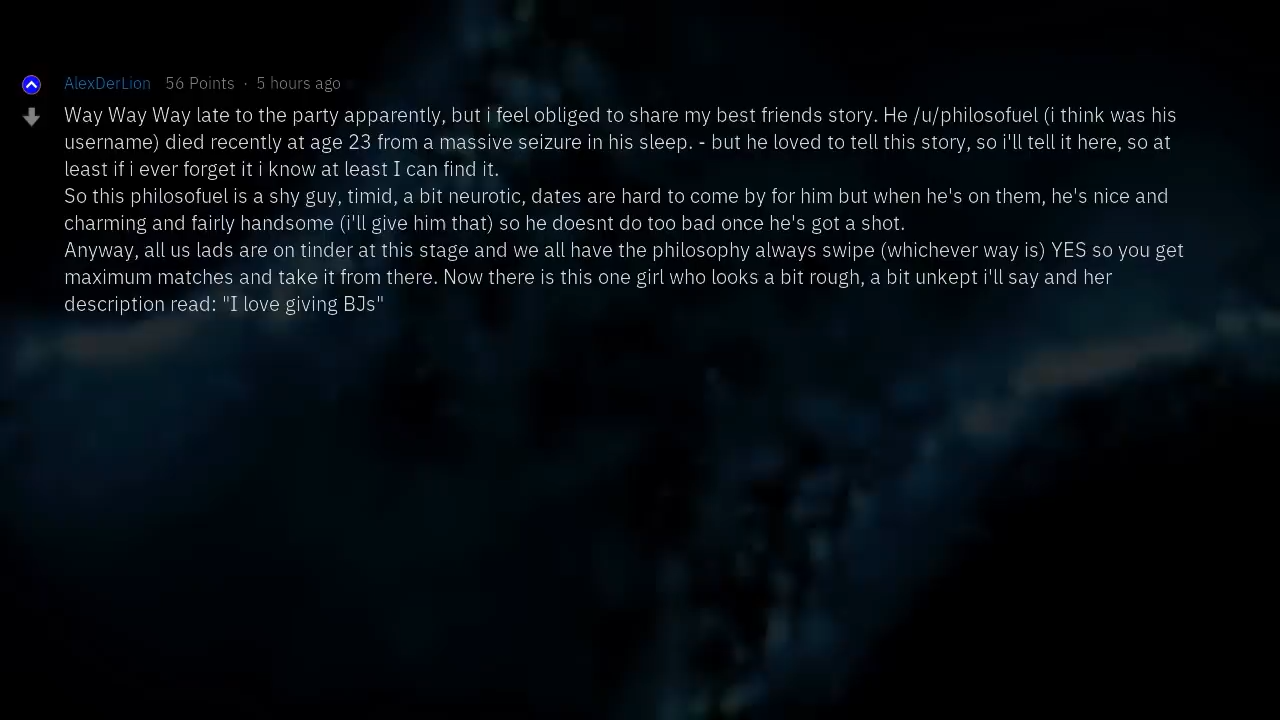 AlexDerLion 56 Points · 5 hours ago
Way Way Way late to the party apparently, but i feel obliged to share my best friends story. He /u/philosofuel (i think was his
username) died recently at age 23 from a massive seizure in his sleep. - but he loved to tell this story, so i'll tell it here, so at
least if i ever forget it i know at least I can find it.
So this philosofuel is a shy guy, timid, a bit neurotic, dates are hard to come by for him but when he's on them, he's nice and
charming and fairly handsome (i'll give him that) so he doesnt do too bad once he's got a shot.
Anyway, all us lads are on tinder at this stage and we all have the philosophy always swipe (whichever way is) YES so you get
maximum matches and take it from there. Now there is this one girl who looks a bit rough, a bit unkept i'll say and her
description read: "I love giving BJs"